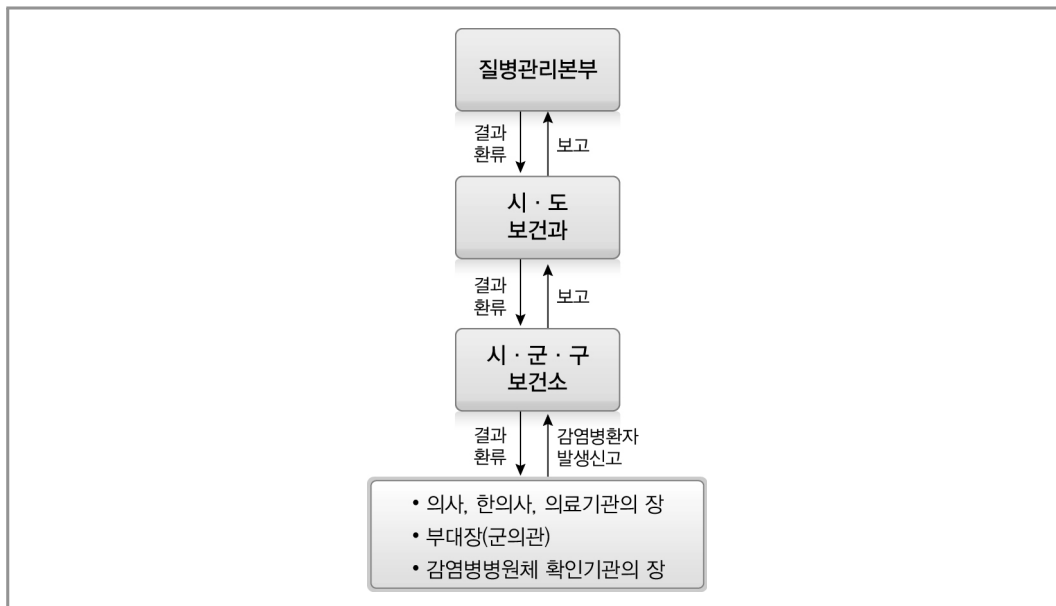 질병관리본부
결과
환류
보고
시 · 도
보건과
결과
환류
보고
시 · 군 · 구
보건소
결과
환류
감염병환자
발생신고
• 의사, 한의사, 의료기관의 장
• 부대장(군의관)
• 감염병병원체 확인기관의 장